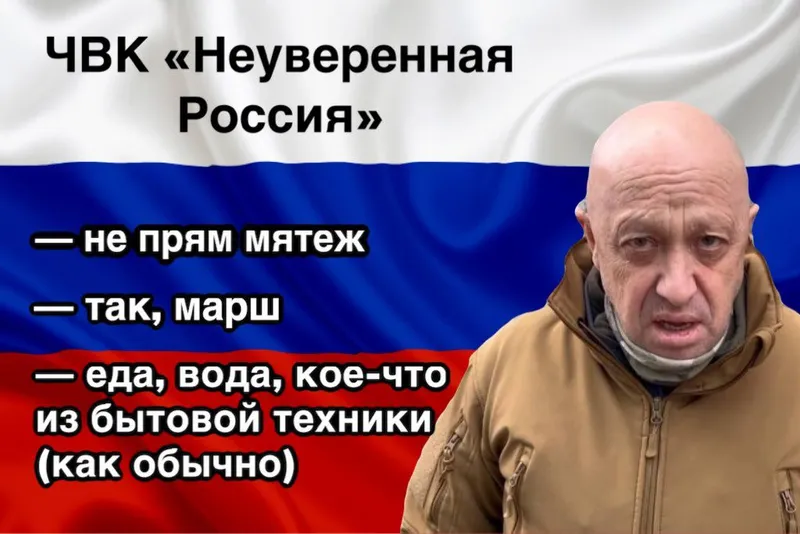 ЧВК «Неуверенная
Россия»
— не прям мятеж
— так, марш
— еда, вода, кое-что
из бытовой техники
(как обычно)